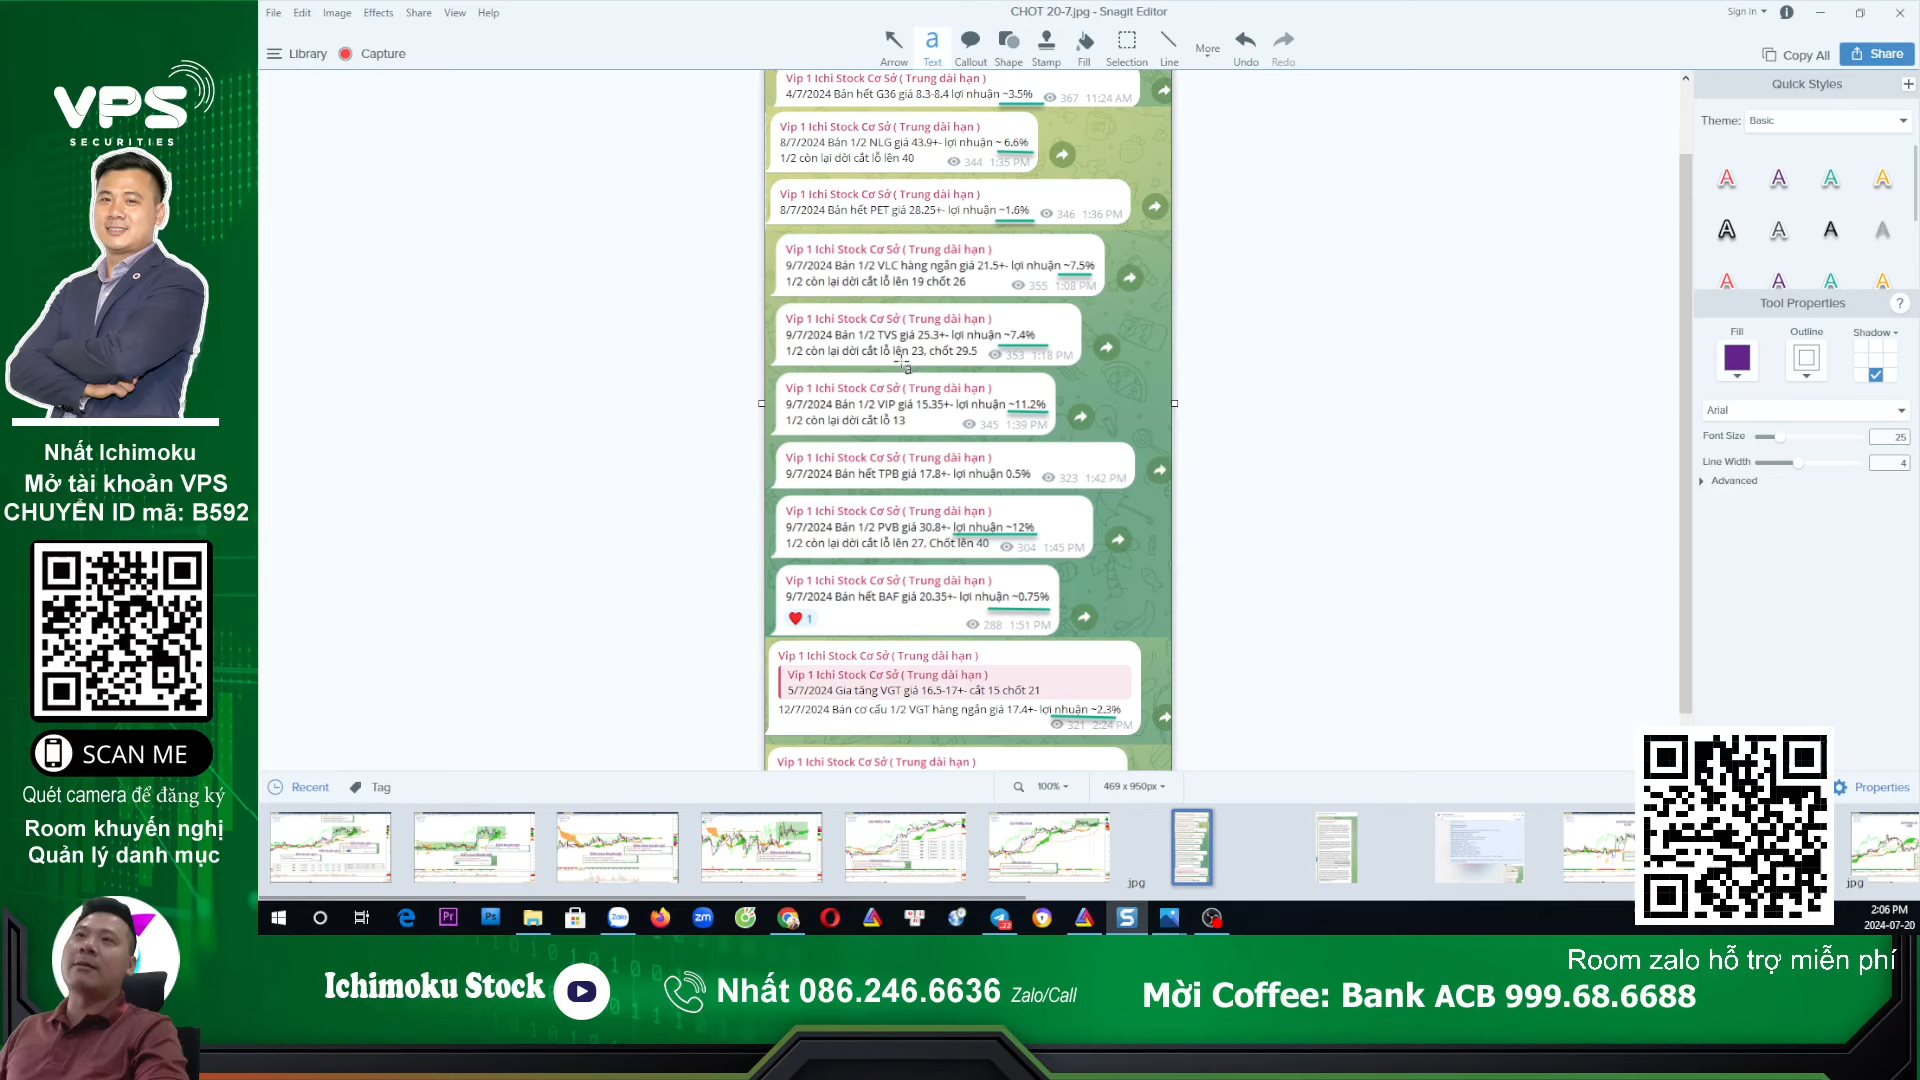 VPS
SECURITIES
Nhất Ichimoku
Mở tài khoản VPS
CHUYỂN ID mã: B592
SCAN ME
Quét camera để đăng ký
Room khuyến nghị
Quản lý danh mục
File Edit Image Effects Share View Help
CHOT 20-7.jpg - Snagit Editor
Sign In
Library Capture
Arrow Text Callout Shape Stamp Fill Selection Line More Undo Redo
Copy All Share
Vip 1 Ichi Stock Cơ Sở ( Trung dài hạn )
4/7/2024 Bán hết G36 giá 8.3-8.4 lợi nhuận ~3.5% 367 11:24 AM
Vip 1 Ichi Stock Cơ Sở ( Trung dài hạn )
8/7/2024 Bán 1/2 NLG giá 43.9+- lợi nhuận ~ 6.6%
1/2 còn lại dời cắt lỗ lên 40 344 1:35 PM
Vip 1 Ichi Stock Cơ Sở ( Trung dài hạn )
8/7/2024 Bán hết PET giá 28.25+- lợi nhuận ~1.6% 346 1:36 PM
Vip 1 Ichi Stock Cơ Sở ( Trung dài hạn )
9/7/2024 Bán 1/2 VLC hàng ngắn giá 21.5+- lợi nhuận ~7.5%
1/2 còn lại dời cắt lỗ lên 19 chốt 26 355 1:08 PM
Vip 1 Ichi Stock Cơ Sở ( Trung dài hạn )
9/7/2024 Bán 1/2 TVS giá 25.3+- lợi nhuận ~7.4%
1/2 còn lại dời cắt lỗ lên 23, chốt 29.5 353 1:18 PM
Vip 1 Ichi Stock Cơ Sở ( Trung dài hạn )
9/7/2024 Bán 1/2 VIP giá 15.35+- lợi nhuận ~11.2%
1/2 còn lại dời cắt lỗ 13 345 1:39 PM
Vip 1 Ichi Stock Cơ Sở ( Trung dài hạn )
9/7/2024 Bán hết TPB giá 17.8+- lợi nhuận 0.5% 323 1:42 PM
Vip 1 Ichi Stock Cơ Sở ( Trung dài hạn )
9/7/2024 Bán 1/2 PVB giá 30.8+- lợi nhuận ~12%
1/2 còn lại dời cắt lỗ lên 27, Chốt lên 40 304 1:45 PM
Vip 1 Ichi Stock Cơ Sở ( Trung dài hạn )
9/7/2024 Bán hết BAF giá 20.35+- lợi nhuận ~0.75%
1 288 1:51 PM
Vip 1 Ichi Stock Cơ Sở ( Trung dài hạn )
Vip 1 Ichi Stock Cơ Sở ( Trung dài hạn )
5/7/2024 Gia tăng VGT giá 16.5-17+- cắt 15 chốt 21
12/7/2024 Bán cơ cấu 1/2 VGT hàng ngắn giá 17.4+- lợi nhuận ~2.3%
321 2:24 PM
Vip 1 Ichi Stock Cơ Sở ( Trung dài hạn )
Quick Styles
Theme: Basic
Tool Properties ?
Fill Outline Shadow
Arial
Font Size 25
Line Width 4
Advanced
Recent Tag 100% 469 x 950px Properties
jpg jpg
2:06 PM
2024-07-20
Room zalo hỗ trợ miễn phí
Ichimoku Stock
Nhất 086.246.6636 Zalo/Call
Mời Coffee: Bank ACB 999.68.6688